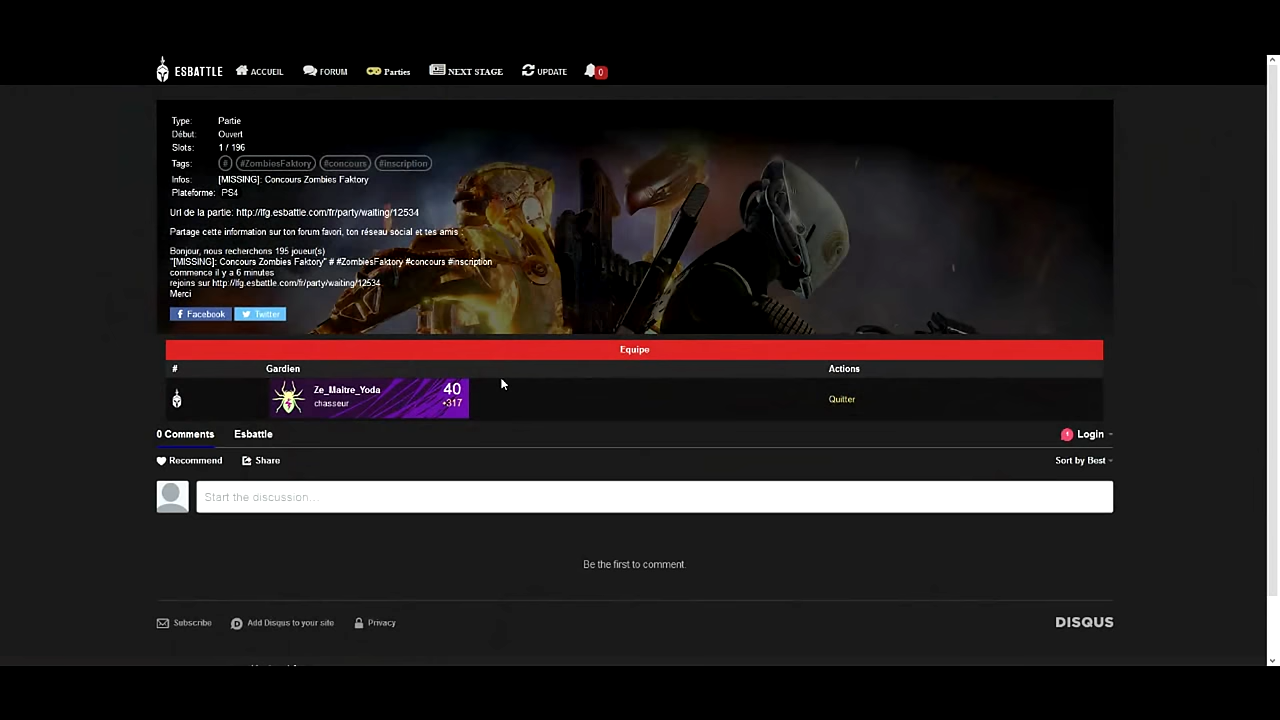 ESBATTLE ACCUEIL FORUM Parties NEXT STAGE UPDATE 0
Type: Partie
Début: Ouvert
Slots: 1 / 196
Tags: # #ZombiesFaktory #concours #inscription
Infos: [MISSING]: Concours Zombies Faktory
Plateforme: PS4
Url de la partie: http://lfg.esbattle.com/fr/party/waiting/12534
Partage cette information sur ton forum favori, ton réseau social et tes amis :
Bonjour, nous recherchons 195 joueur(s)
"[MISSING]: Concours Zombies Faktory" # #ZombiesFaktory #concours #inscription
commence il y a 6 minutes
rejoins sur http://lfg.esbattle.com/fr/party/waiting/12534
Merci
Facebook Twitter
Equipe
# Gardien Actions
Ze_Maitre_Yoda 40
chasseur +317
Quitter
0 Comments Esbattle 1 Login
Recommend Share Sort by Best
Start the discussion...
Be the first to comment.
Subscribe Add Disqus to your site Privacy DISQUS